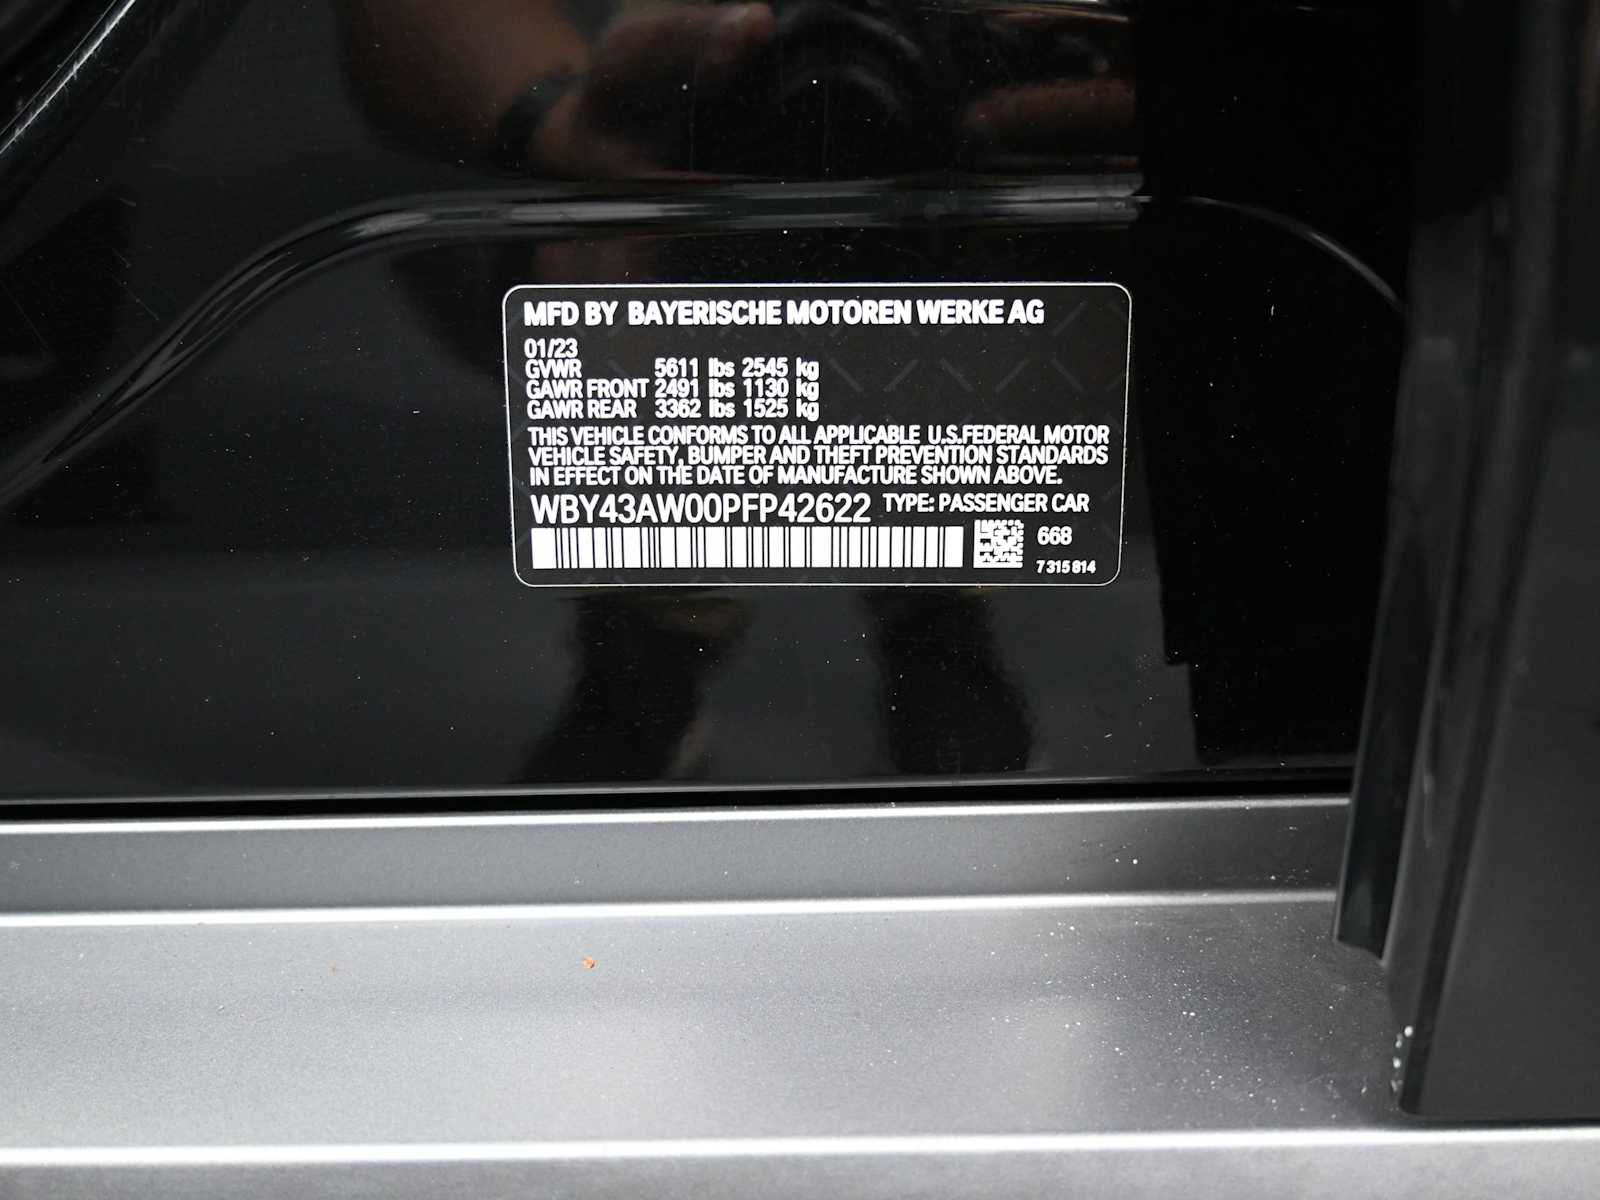 MFD BY BAYERISCHE MOTOREN WERKE AG
01/23
GVWR 5611 lbs 2545 kg
GAWR FRONT 2491 lbs 1130 kg
GAWR REAR 3362 lbs 1525 kg
THIS VEHICLE CONFORMS TO ALL APPLICABLE U.S.FEDERAL MOTOR
VEHICLE SAFETY, BUMPER AND THEFT PREVENTION STANDARDS
IN EFFECT ON THE DATE OF MANUFACTURE SHOWN ABOVE.
WBY43AW00PFP42622 TYPE: PASSENGER CAR
668
7 315 814